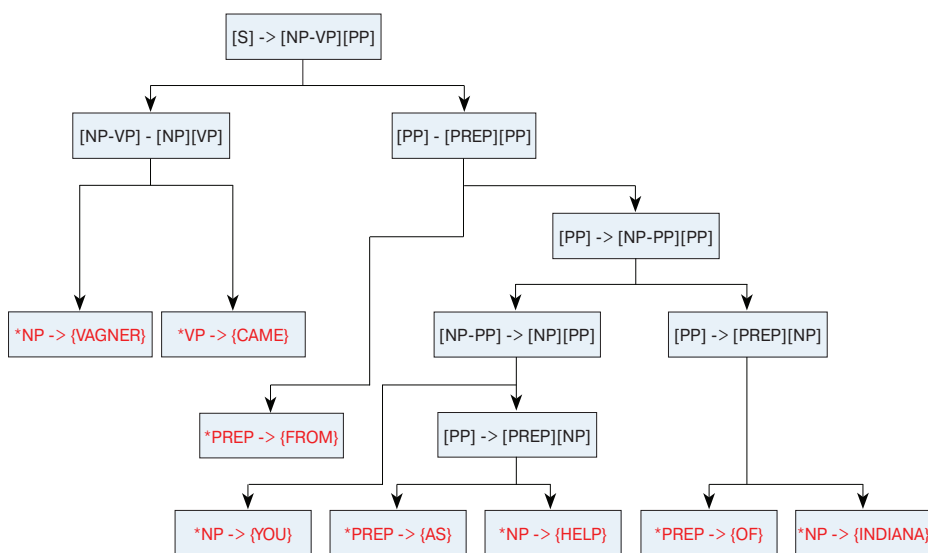 [S] -> [NP-VP][PP]
[NP-VP] - [NP][VP]
[PP] - [PREP][PP]
[PP] -> [NP-PP][PP]
*NP -> {VAGNER}
*VP -> {CAME}
[NP-PP] -> [NP][PP]
[PP] -> [PREP][NP]
*PREP -> {FROM}
[PP] -> [PREP][NP]
*NP -> {YOU}
*PREP -> {AS}
*NP -> {HELP}
*PREP -> {OF}
*NP -> {INDIANA}